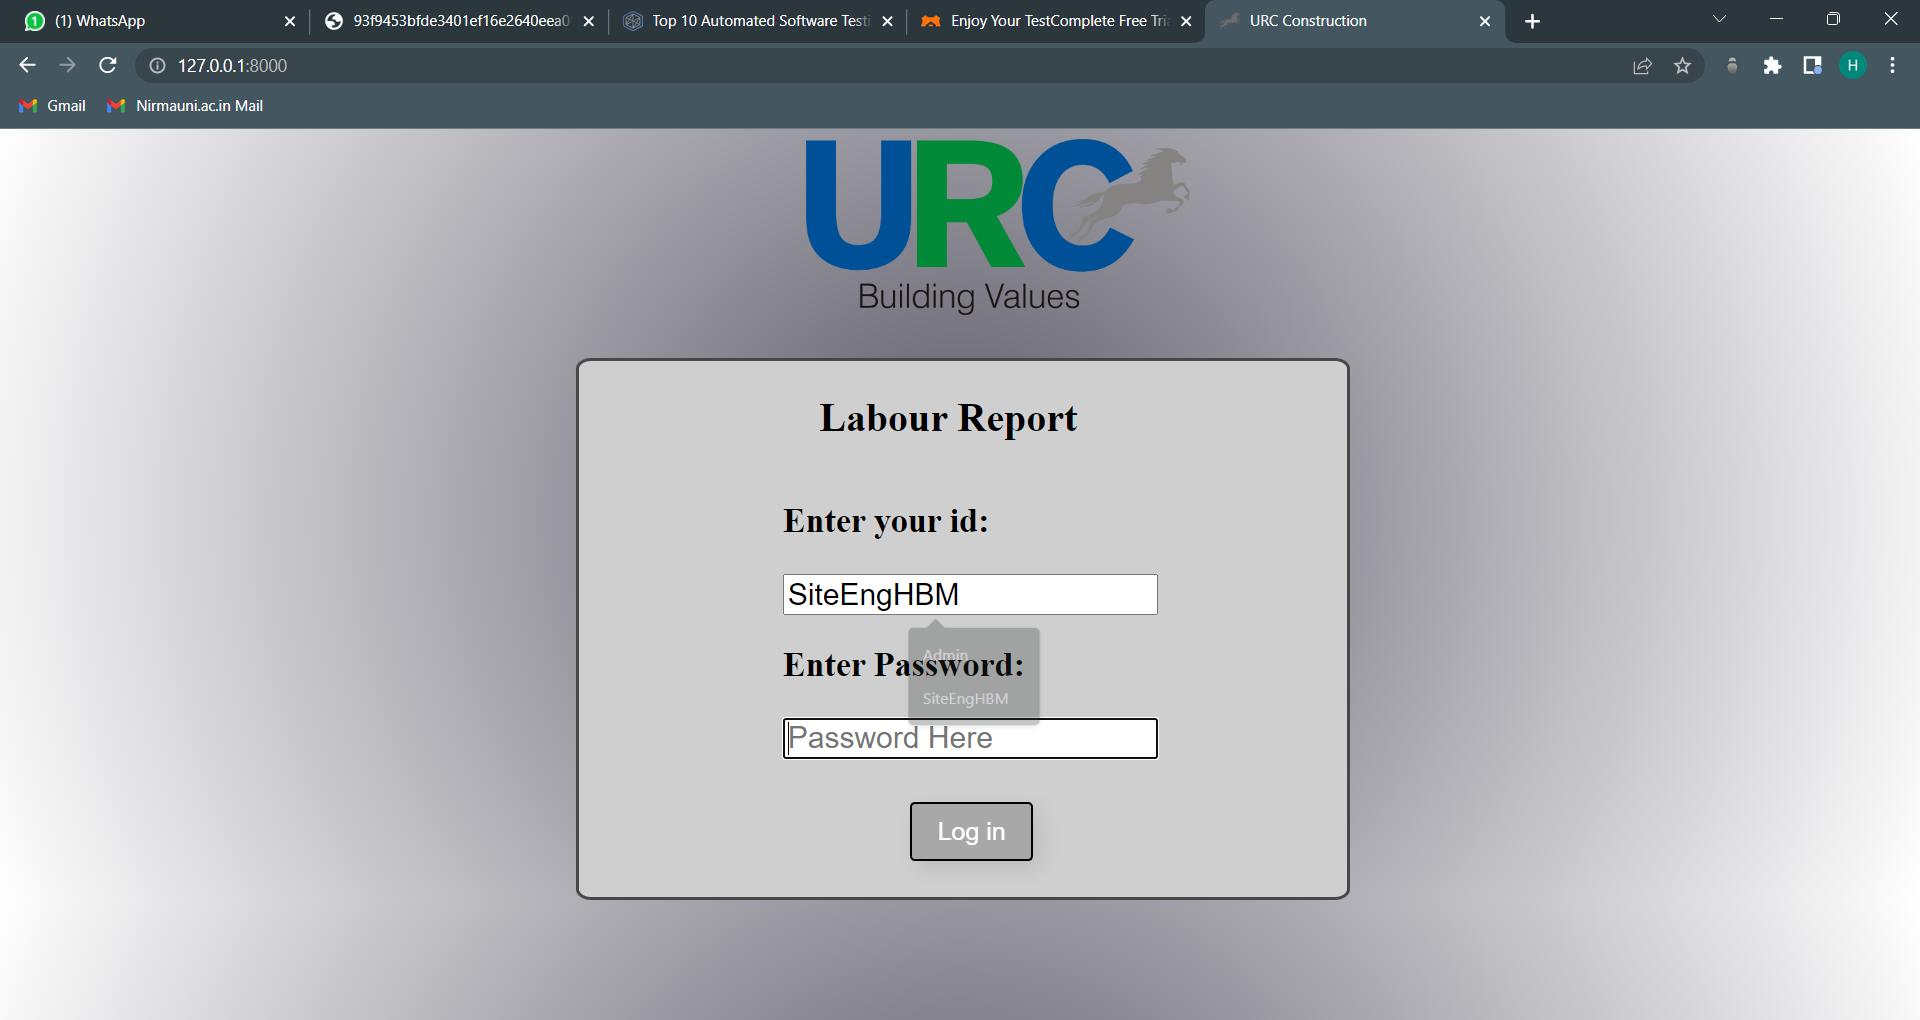 (1) WhatsApp
93f9453bfde3401ef16e2640eea0
Top 10 Automated Software Testi
Enjoy Your TestComplete Free Tria
URC Construction
127.0.0.1:8000
H
Gmail
Nirmauni.ac.in Mail
URC
Building Values
Labour Report
Enter your id:
SiteEngHBM
Admin
Enter Password:
SiteEngHBM
Password Here
Log in